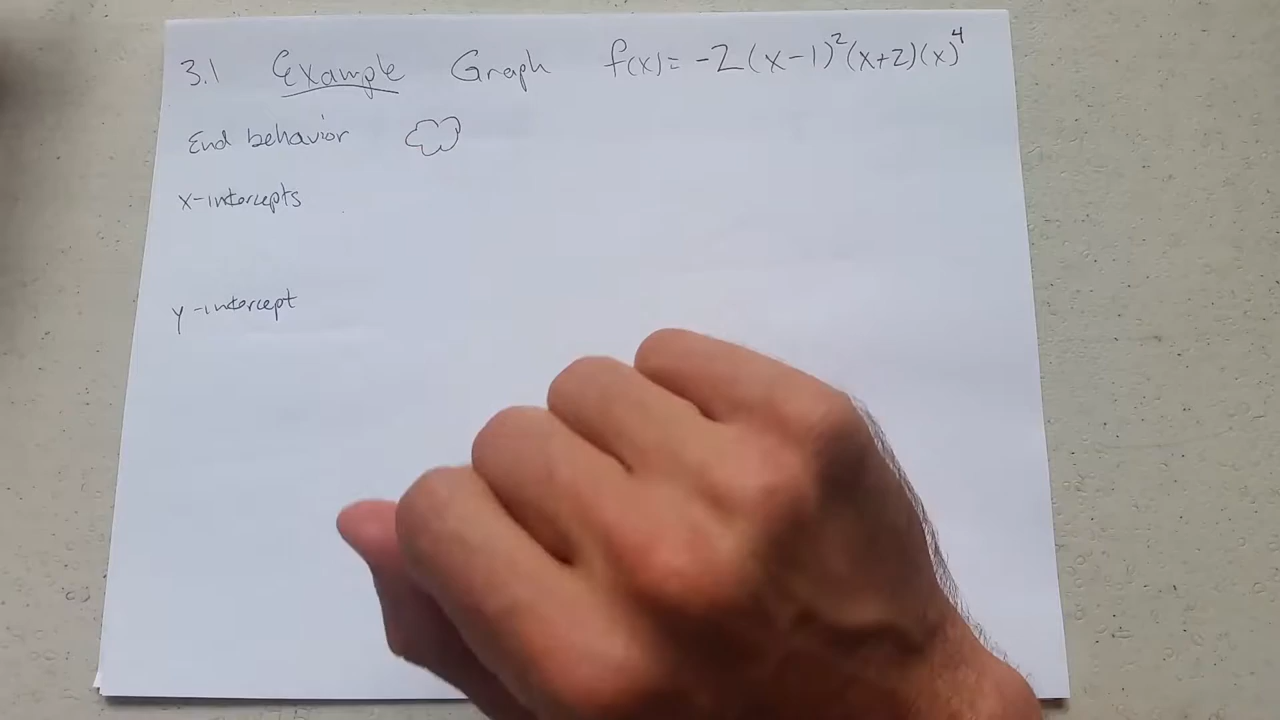 3.1 Example Graph f(x) = -2(x-1)²(x+2)(x)⁴
End behavior
x-intercepts
y-intercept